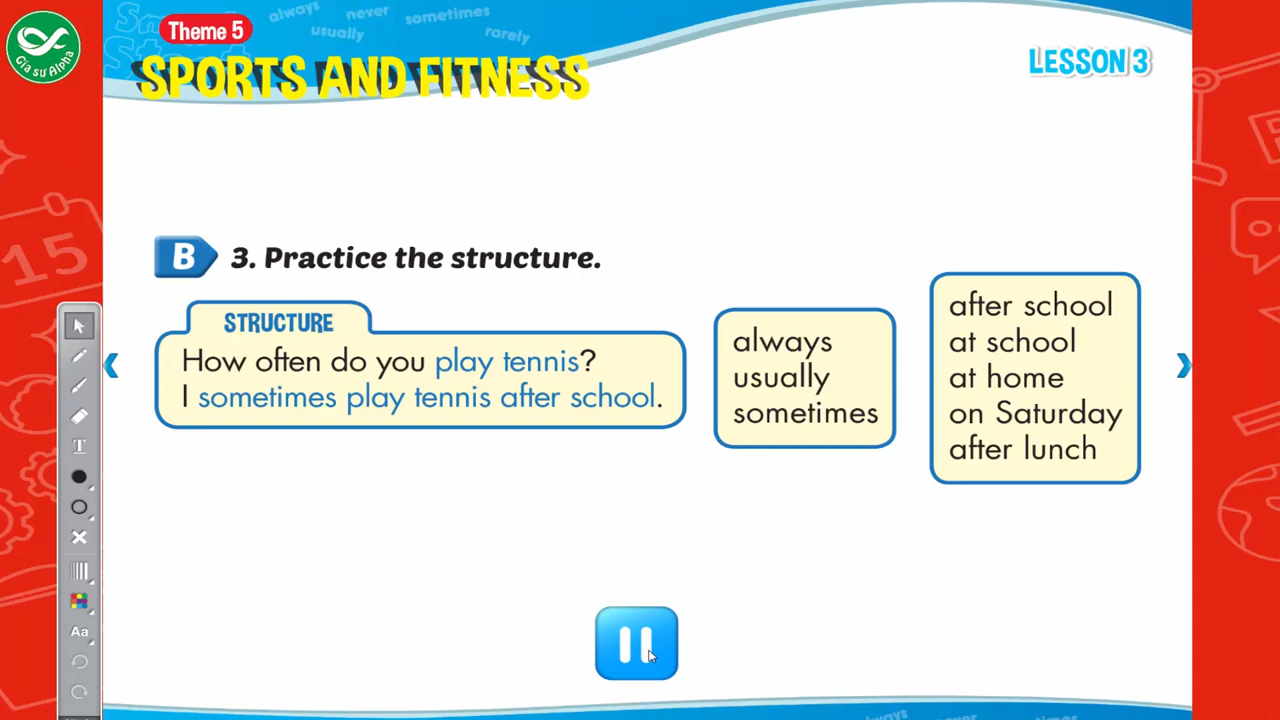 Gia sư Alpha
Theme 5
always
never
sometimes
usually
rarely
SPORTS AND FITNESS
LESSON 3
B 3. Practice the structure.
STRUCTURE
How often do you play tennis?
I sometimes play tennis after school.
always
usually
sometimes
after school
at school
at home
on Saturday
after lunch
15
T
Aa
always